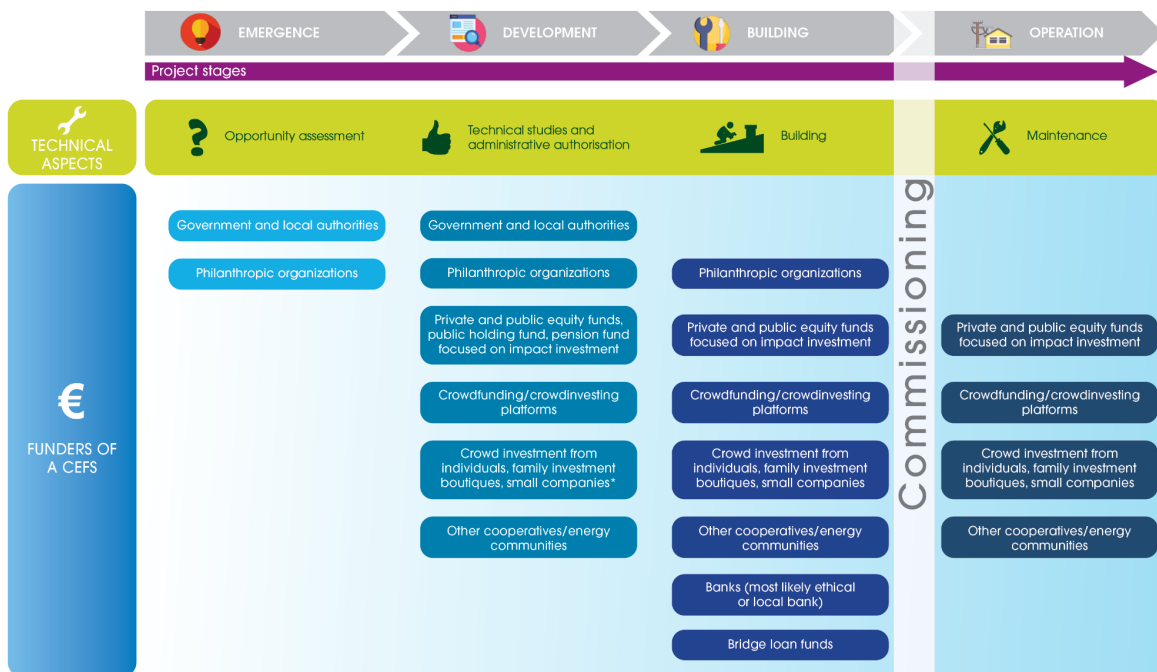 EMERGENCE
DEVELOPMENT
BUILDING
OPERATION
Project stages
TECHNICAL
ASPECTS
Opportunity assessment
Technical studies and
administrative authorisation
Building
Maintenance
Commissioning
€
FUNDERS OF
A CEFS
Government and local authorities
Philanthropic organizations
Government and local authorities
Philanthropic organizations
Private and public equity funds,
public holding fund, pension fund
focused on impact investment
Crowdfunding/crowdinvesting
platforms
Crowd investment from
individuals, family investment
boutiques, small companies*
Other cooperatives/energy
communities
Philanthropic organizations
Private and public equity funds
focused on impact investment
Crowdfunding/crowdinvesting
platforms
Crowd investment from
individuals, family investment
boutiques, small companies
Other cooperatives/energy
communities
Banks (most likely ethical
or local bank)
Bridge loan funds
Private and public equity funds
focused on impact investment
Crowdfunding/crowdinvesting
platforms
Crowd investment from
individuals, family investment
boutiques, small companies
Other cooperatives/energy
communities